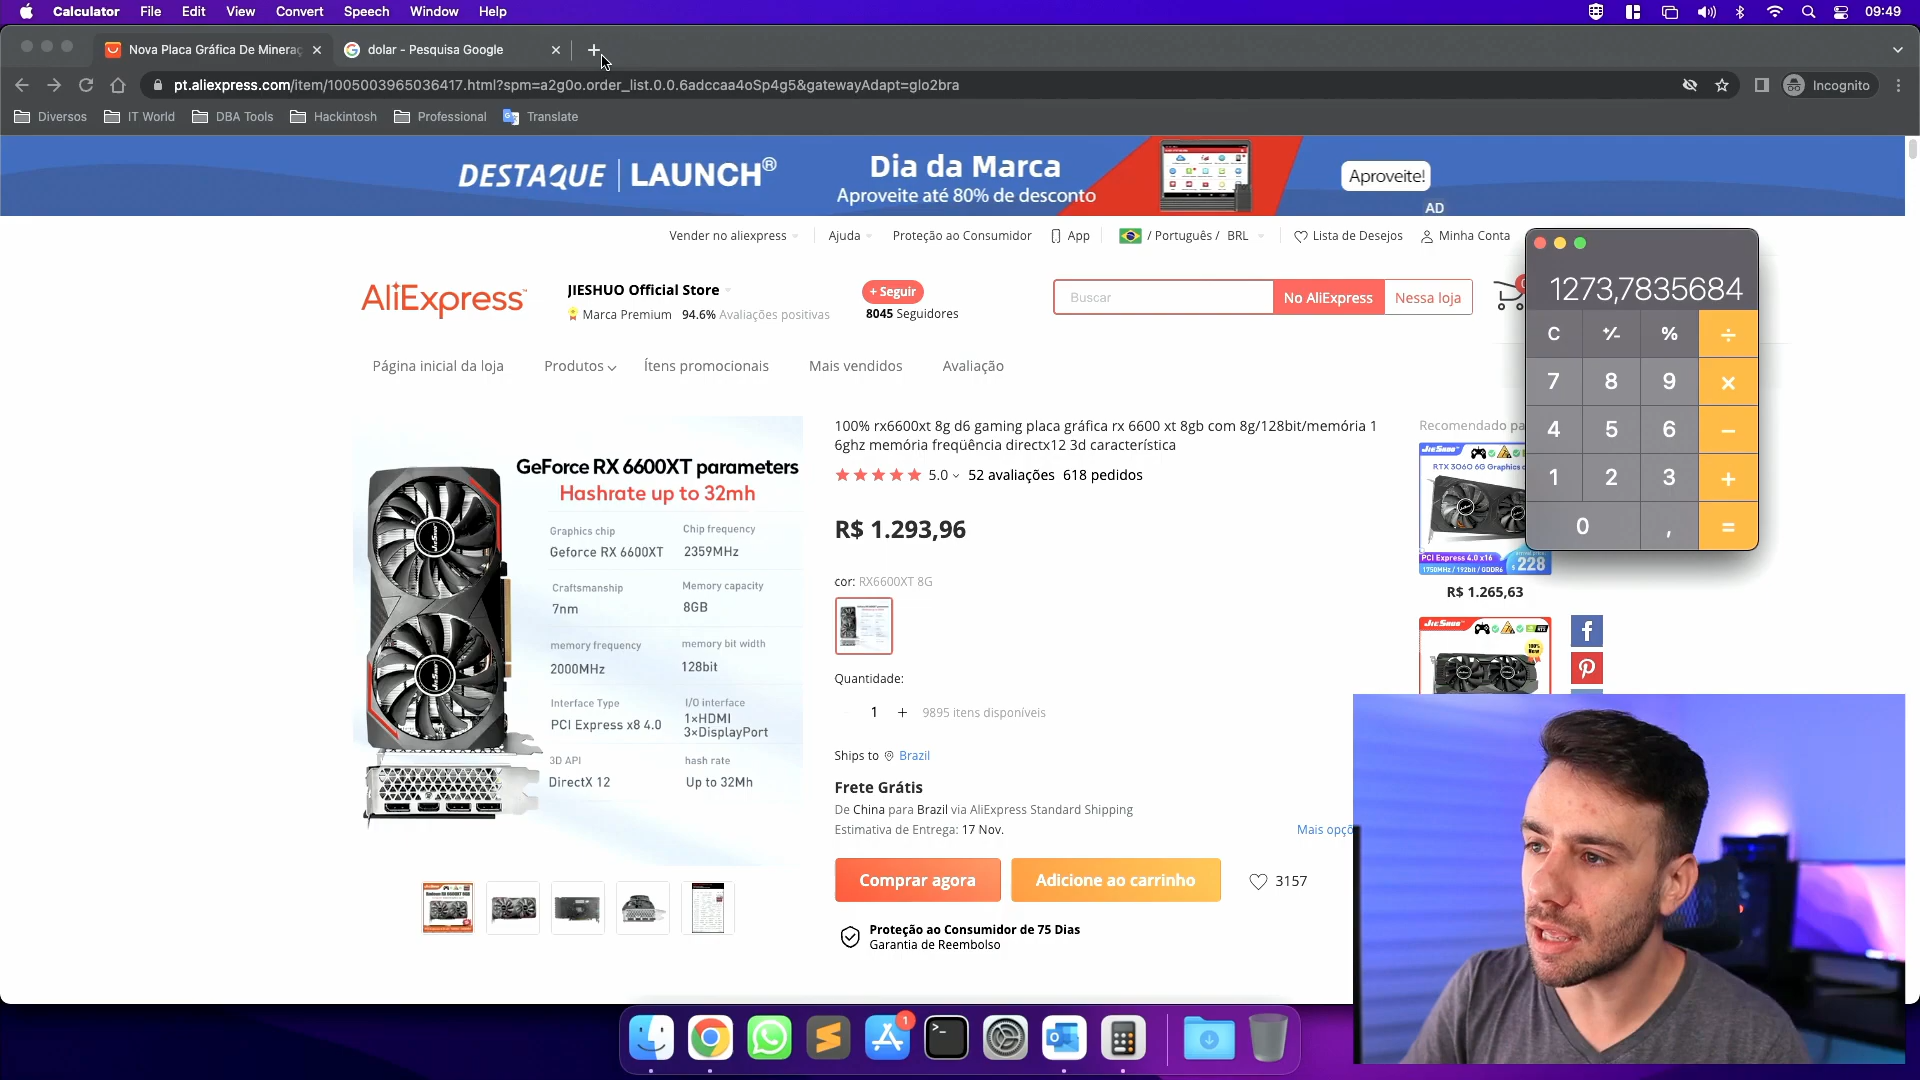 Calculator File Edit View Convert Speech Window Help 09:49
Nova Placa Gráfica De Mineraç
dolar - Pesquisa Google
pt.aliexpress.com/item/1005003965036417.html?spm=a2g0o.order_list.0.0.6adccaa4oSp4g5&gatewayAdapt=glo2bra
Incognito
Diversos IT World DBA Tools Hackintosh Professional Translate
DESTAQUE LAUNCH®
Dia da Marca
Aproveite até 80% de desconto
Aproveite!
AD
Vender no aliexpress Ajuda Proteção ao Consumidor App / Português / BRL Lista de Desejos Minha Conta
AliExpress
JIESHUO Official Store
Marca Premium 94.6% Avaliações positivas
+ Seguir
8045 Seguidores
Buscar No AliExpress Nessa loja
Página inicial da loja Produtos Ítens promocionais Mais vendidos Avaliação
1273,7835684
C +⁄- % ÷
7 8 9 ×
4 5 6 −
1 2 3 +
0 , =
GeForce RX 6600XT parameters
Hashrate up to 32mh
Graphics chip Chip frequency
Geforce RX 6600XT 2359MHz
Craftsmanship Memory capacity
7nm 8GB
memory frequency memory bit width
2000MHz 128bit
Interface Type I/O interface
PCI Express x8 4.0 1×HDMI
3×DisplayPort
3D API hash rate
DirectX 12 Up to 32Mh
100% rx6600xt 8g d6 gaming placa gráfica rx 6600 xt 8gb com 8g/128bit/memória 1
6ghz memória freqüência directx12 3d característica
5.0 52 avaliações 618 pedidos
R$ 1.293,96
cor: RX6600XT 8G
Quantidade:
1 + 9895 itens disponíveis
Ships to Brazil
Frete Grátis
De China para Brazil via AliExpress Standard Shipping
Estimativa de Entrega: 17 Nov.
Mais opçõ
Comprar agora Adicione ao carrinho 3157
Proteção ao Consumidor de 75 Dias
Garantia de Reembolso
Recomendado pa
JIESHUO
RTX 3060 6G Graphics c
PCI Express 4.0 x16
1750MHz / 192bit / GDDR6
$ 228
R$ 1.265,63
JIESHUO
1